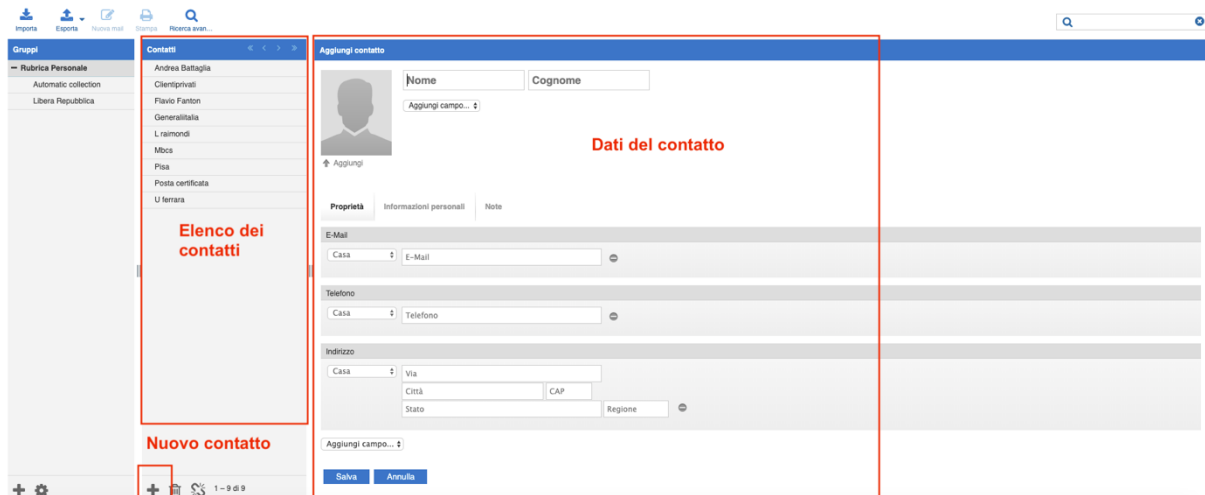 Importa Esporta Nuova mail Stampa Ricerca avan...
Gruppi
Rubrica Personale
Automatic collection
Libera Repubblica
Contatti
Andrea Battaglia
Clientiprivati
Flavio Fanton
Generaliitalia
L raimondi
Mbcs
Pisa
Posta certificata
U ferrara
Elenco dei
contatti
Nuovo contatto
1 – 9 di 9
Aggiungi contatto
Nome Cognome
Aggiungi campo...
Dati del contatto
Aggiungi
Proprietà Informazioni personali Note
E-Mail
Casa E-Mail
Telefono
Casa Telefono
Indirizzo
Casa Via
Città CAP
Stato Regione
Aggiungi campo...
Salva Annulla